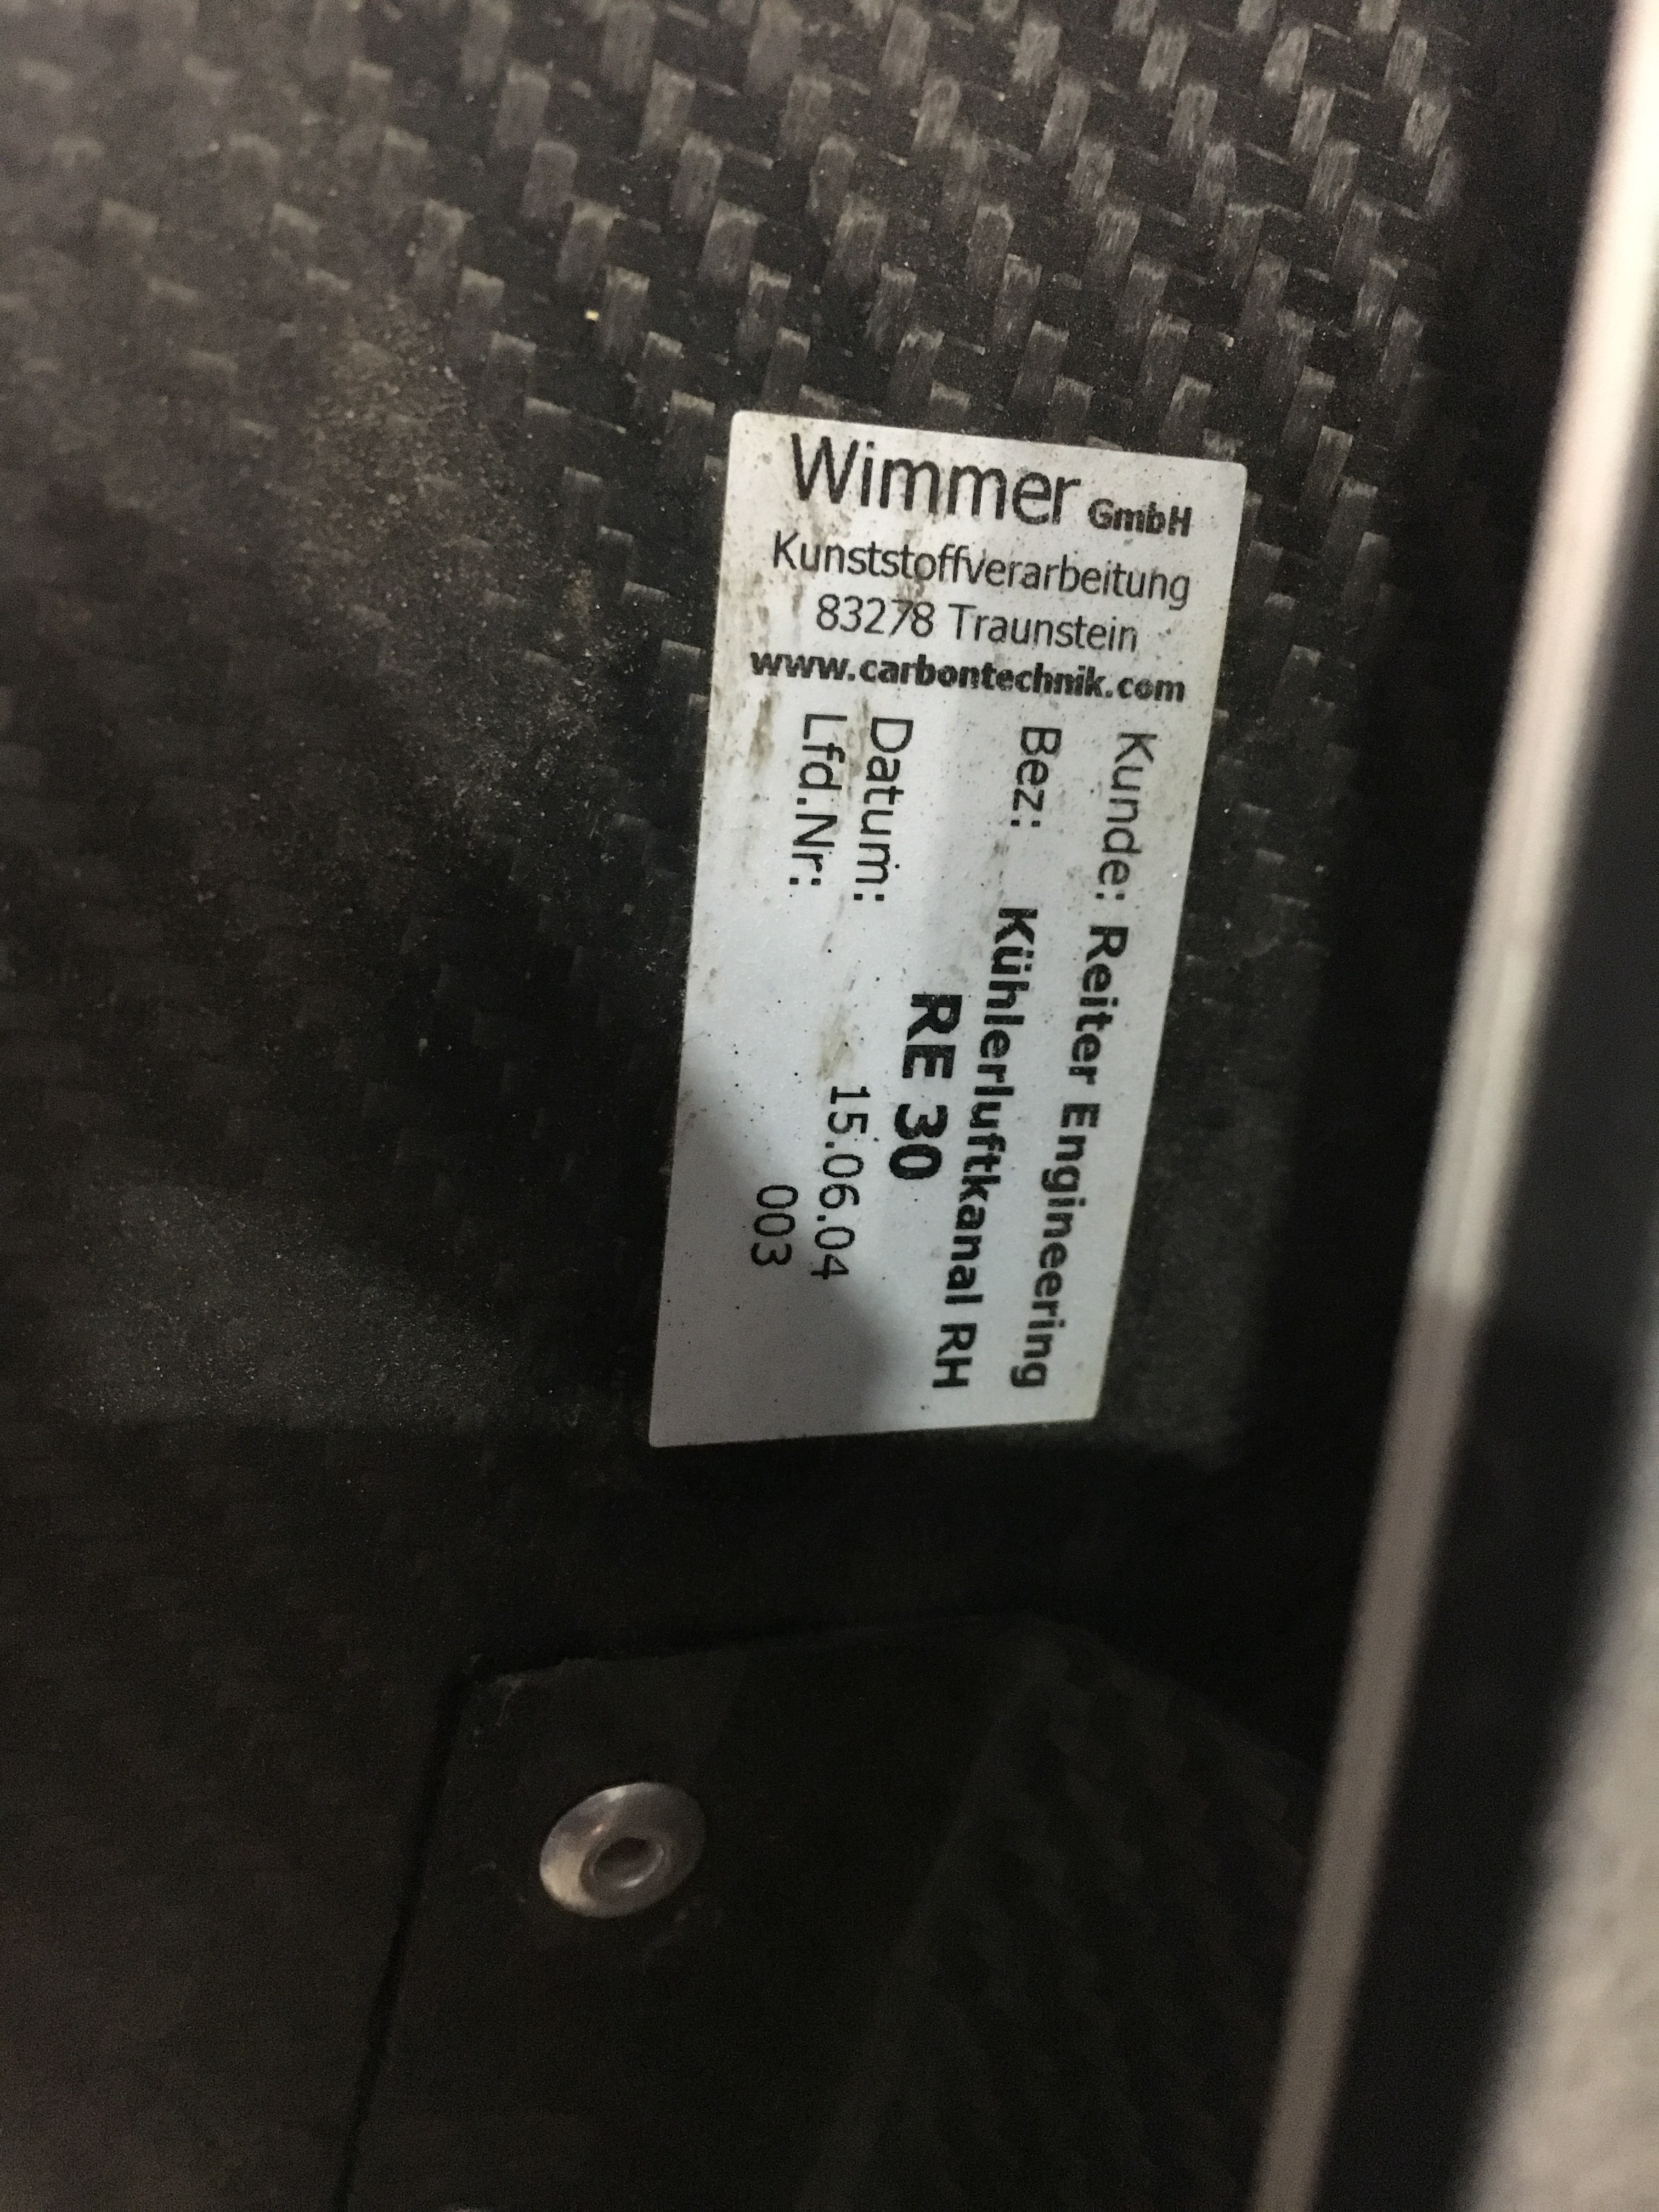 Wimmer GmbH
Kunststoffverarbeitung
83278 Traunstein
www.carbontechnik.com
Kunde: Reiter Engineering
Bez: Kühlerluftkanal RH
RE 30
Datum: 15.06.04
Lfd.Nr: 003